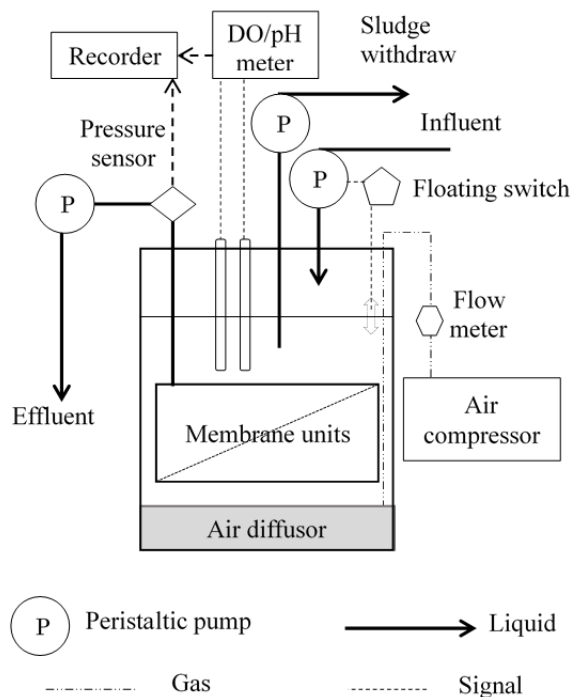 Recorder
DO/pH
meter
Sludge
withdraw
P
Influent
Pressure
sensor
P
Floating switch
P
Flow
meter
Effluent
Membrane units
Air
compressor
Air diffusor
P
Peristaltic pump
Liquid
Gas
Signal